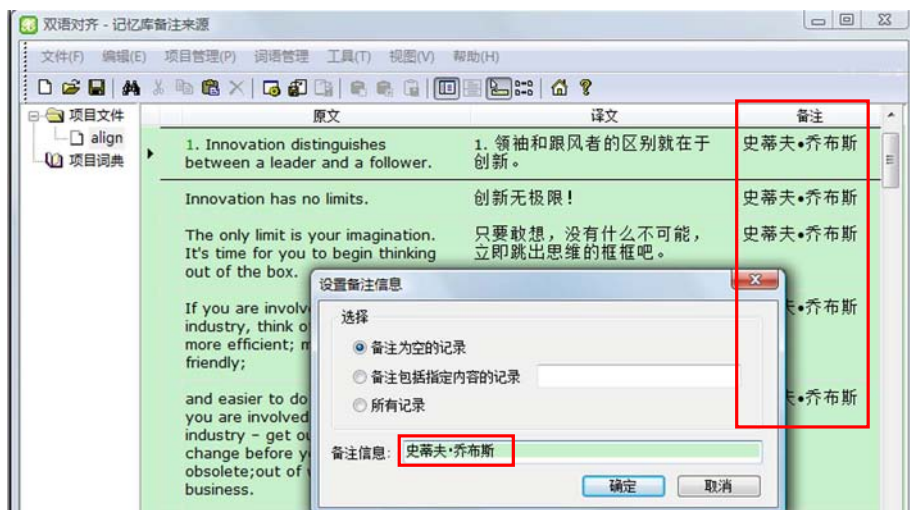 双语对齐 - 记忆库备注来源
文件(F) 编辑(E) 项目管理(P) 词语管理 工具(T) 视图(V) 帮助(H)
项目文件
align
项目词典
原文 译文 备注
1. Innovation distinguishes between a leader and a follower.
1. 领袖和跟风者的区别就在于创新。
史蒂夫•乔布斯
Innovation has no limits.
创新无极限!
史蒂夫•乔布斯
The only limit is your imagination.
It's time for you to begin thinking
out of the box.
只要敢想,没有什么不可能,
立即跳出思维的框框吧。
史蒂夫•乔布斯
If you are
industry, think
more efficient;
friendly;
•乔布斯
and easier to do
you are involved
industry – get
change before
obsolete;out of
business.
•乔布斯
设置备注信息
选择
备注为空的记录
备注包括指定内容的记录
所有记录
备注信息: 史蒂夫•乔布斯
确定 取消